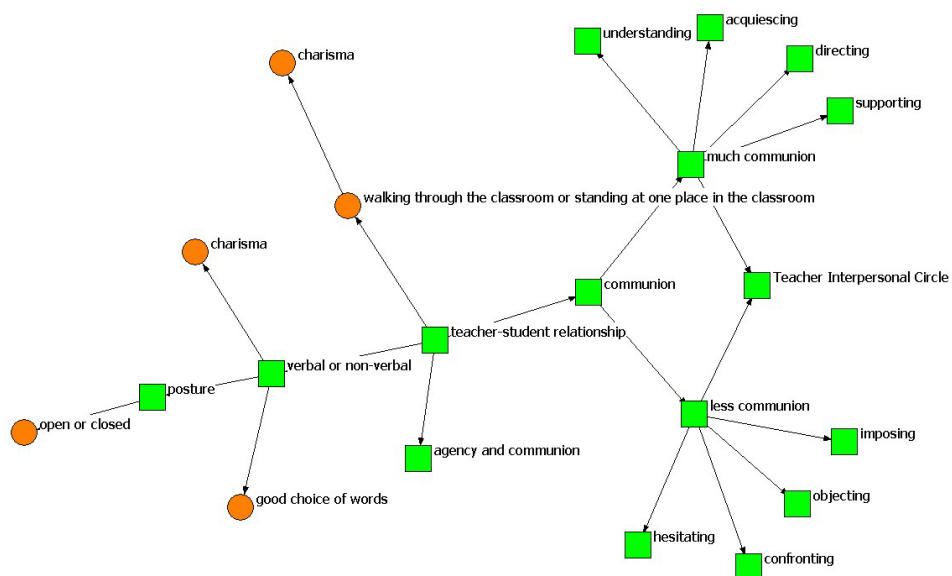 acquiescing
understanding
charisma
directing
supporting
much communion
walking through the classroom or standing at one place in the classroom
charisma
Teacher Interpersonal Circle
communion
teacher-student relationship
verbal or non-verbal
posture
less communion
open or closed
imposing
agency and communion
objecting
good choice of words
hesitating
confronting